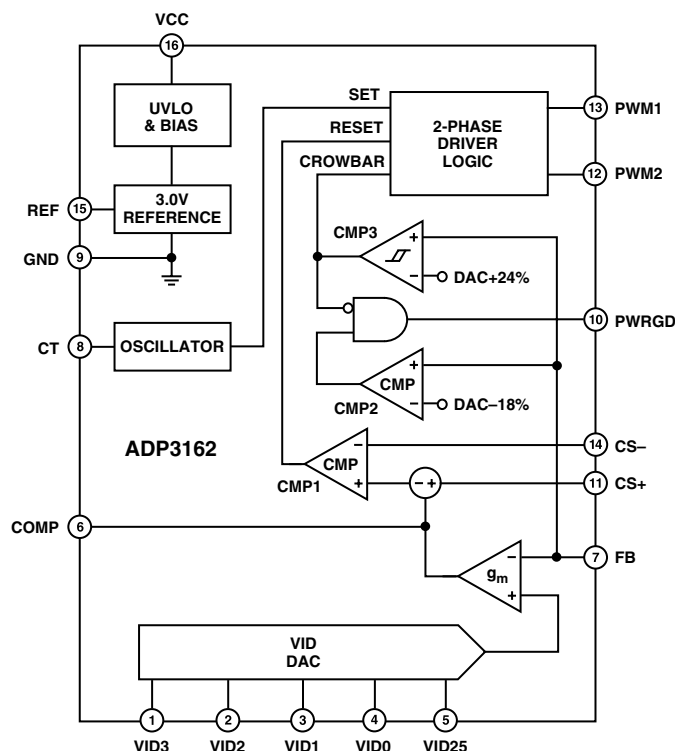 VCC
16
UVLO
& BIAS
SET
RESET
CROWBAR
2-PHASE
DRIVER
LOGIC
13 PWM1
12 PWM2
REF 15
3.0V
REFERENCE
GND 9
CMP3
+
–
DAC+24%
CT 8
OSCILLATOR
10 PWRGD
CMP
+
–
DAC–18%
CMP2
ADP3162
CMP
–
+
CMP1
– +
14 CS–
11 CS+
COMP 6
gm
–
+
7 FB
VID
DAC
1 2 3 4 5
VID3 VID2 VID1 VID0 VID25